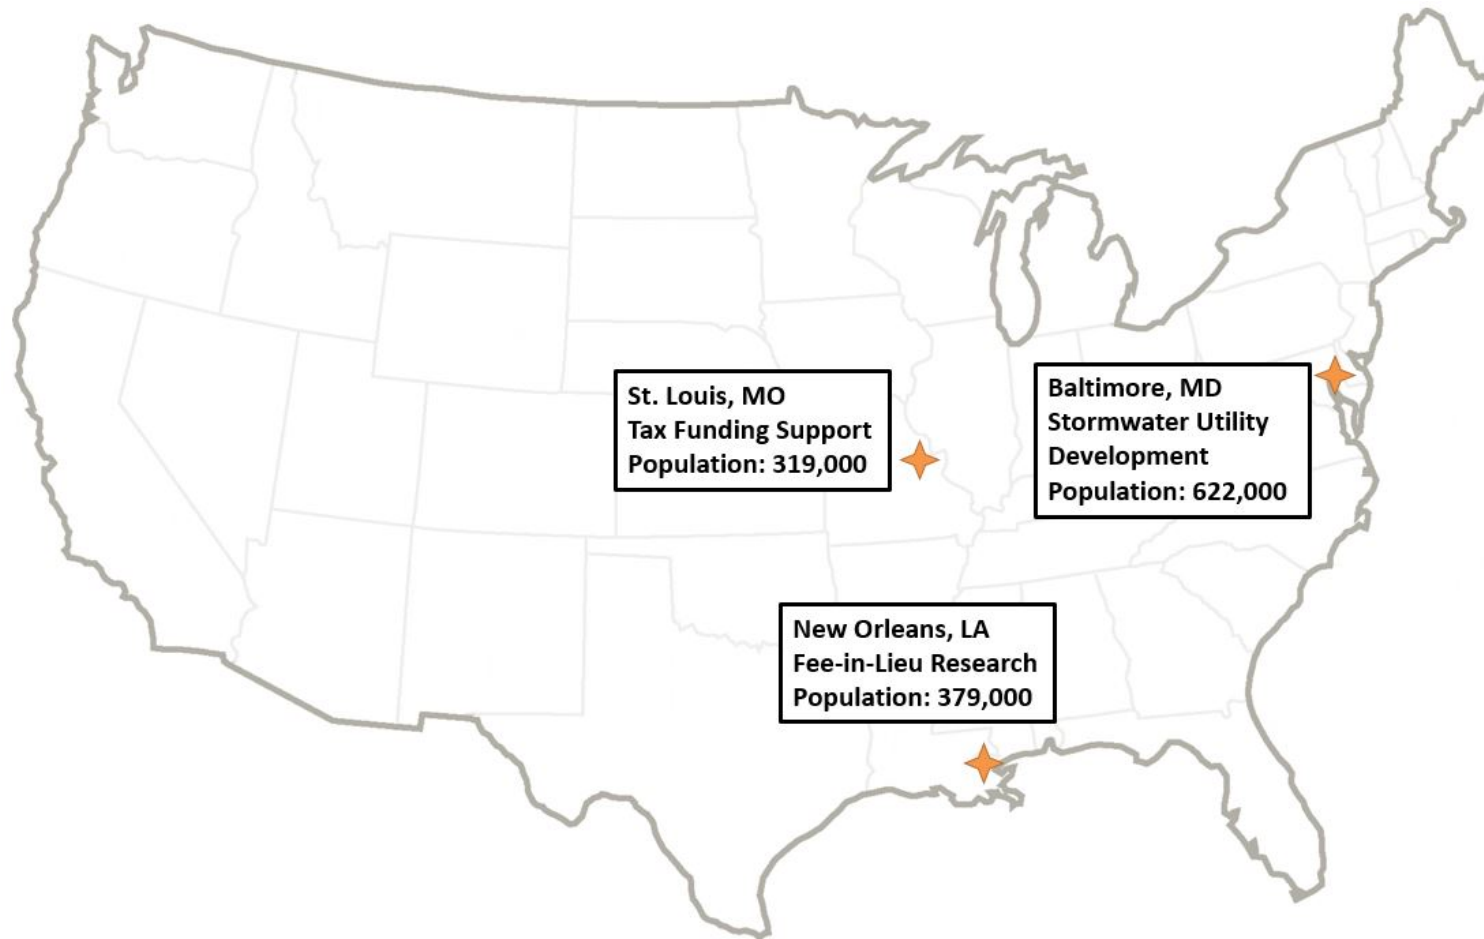 St. Louis, MO
Tax Funding Support
Population: 319,000
Baltimore, MD
Stormwater Utility
Development
Population: 622,000
New Orleans, LA
Fee-in-Lieu Research
Population: 379,000